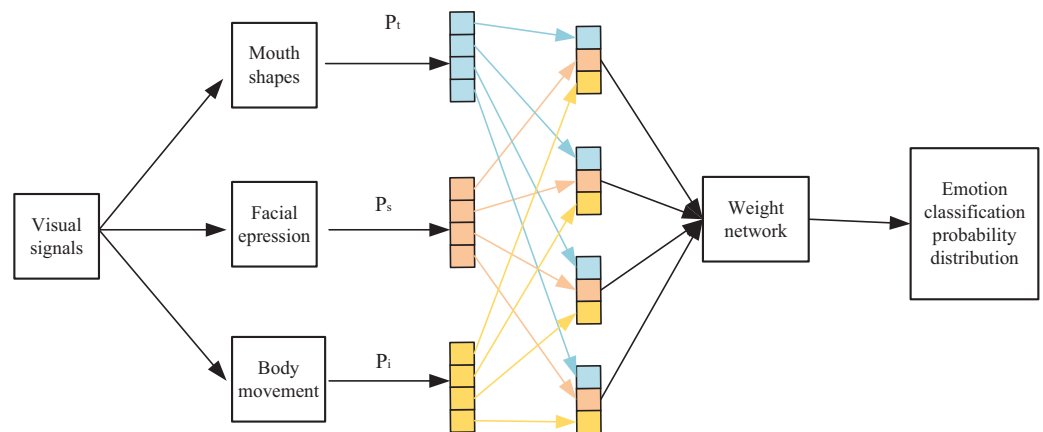 Visual
signals
Mouth
shapes
Facial
epression
Body
movement
Pt
Ps
Pi
Weight
network
Emotion
classification
probability
distribution